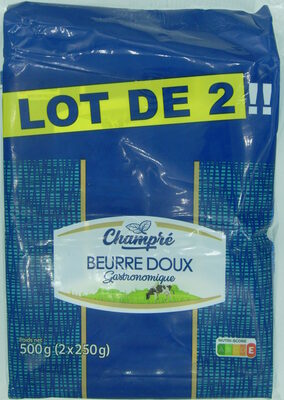 LOT DE 2!!
Champré
BEURRE DOUX
Gastronomique
Poids net
500g (2x250g)
NUTRI-SCORE
E